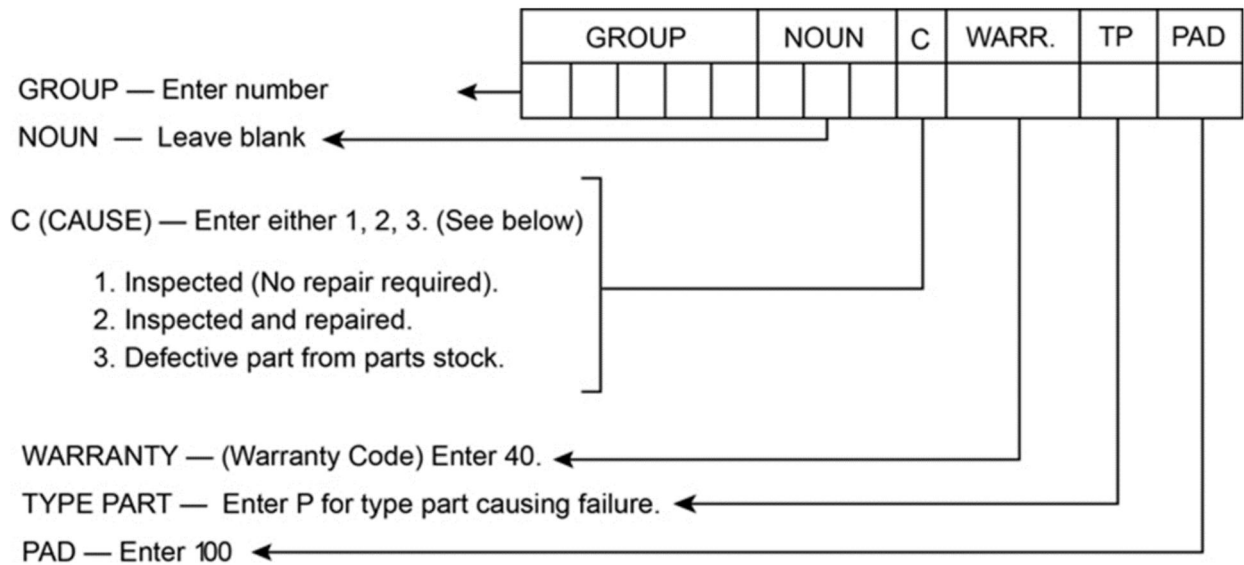 GROUP NOUN C WARR. TP PAD
GROUP — Enter number
NOUN — Leave blank
C (CAUSE) — Enter either 1, 2, 3. (See below)
1. Inspected (No repair required).
2. Inspected and repaired.
3. Defective part from parts stock.
WARRANTY — (Warranty Code) Enter 40.
TYPE PART — Enter P for type part causing failure.
PAD — Enter 100